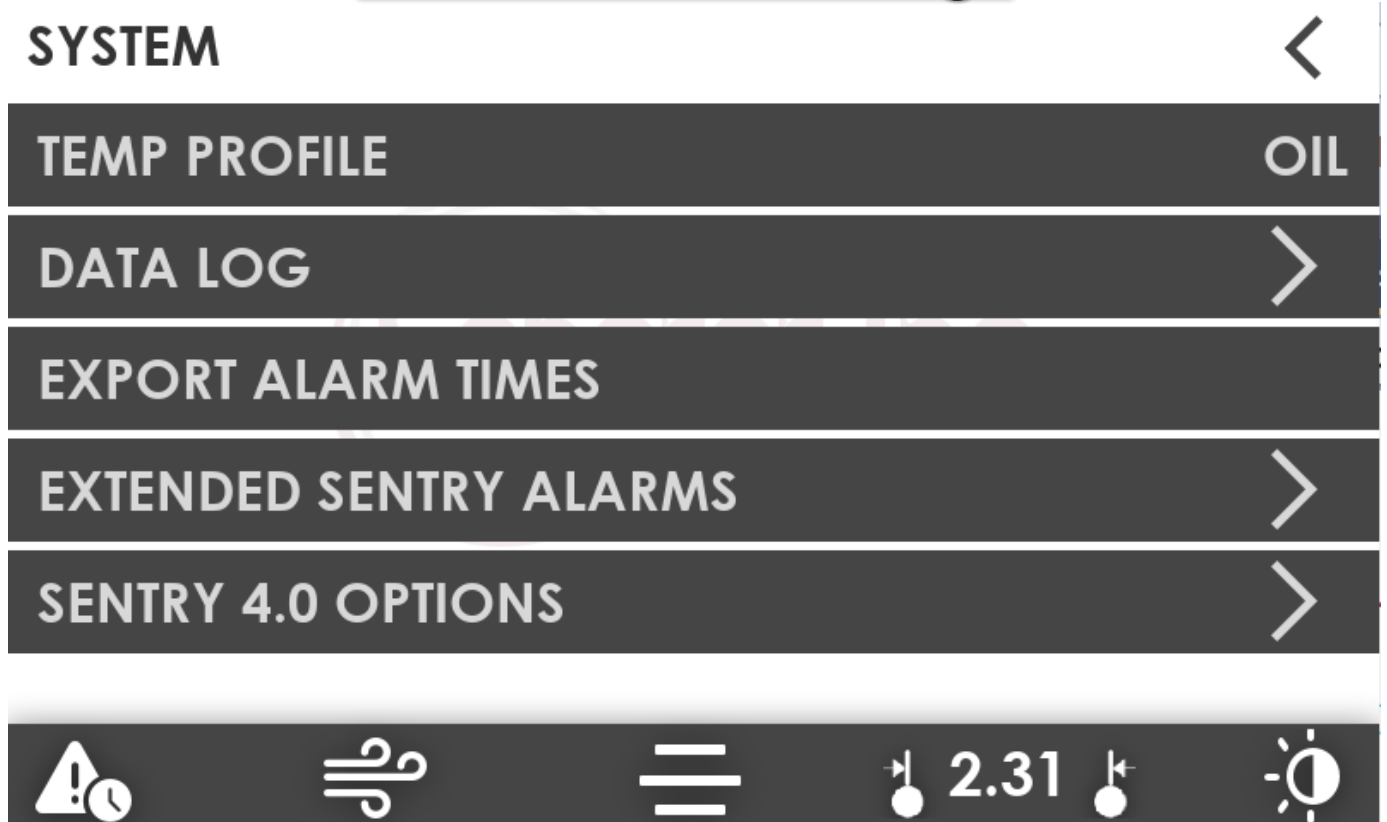 SYSTEM
TEMP PROFILE OIL
DATA LOG
EXPORT ALARM TIMES
EXTENDED SENTRY ALARMS
SENTRY 4.0 OPTIONS
2.31